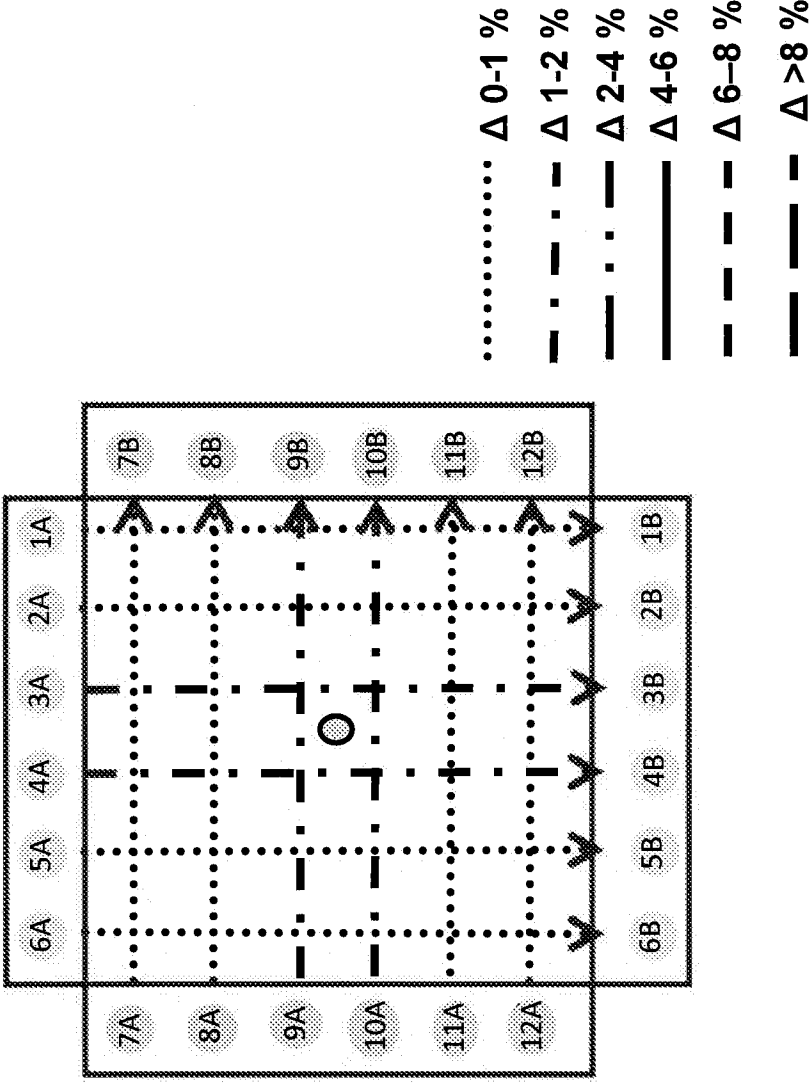 6A 5A 4A 3A 2A 1A
7A 7B
8A 8B
9A 9B
10A 10B
11A 11B
12A 12B
6B 5B 4B 3B 2B 1B
Δ 0-1 %
Δ 1-2 %
Δ 2-4 %
Δ 4-6 %
Δ 6–8 %
Δ >8 %